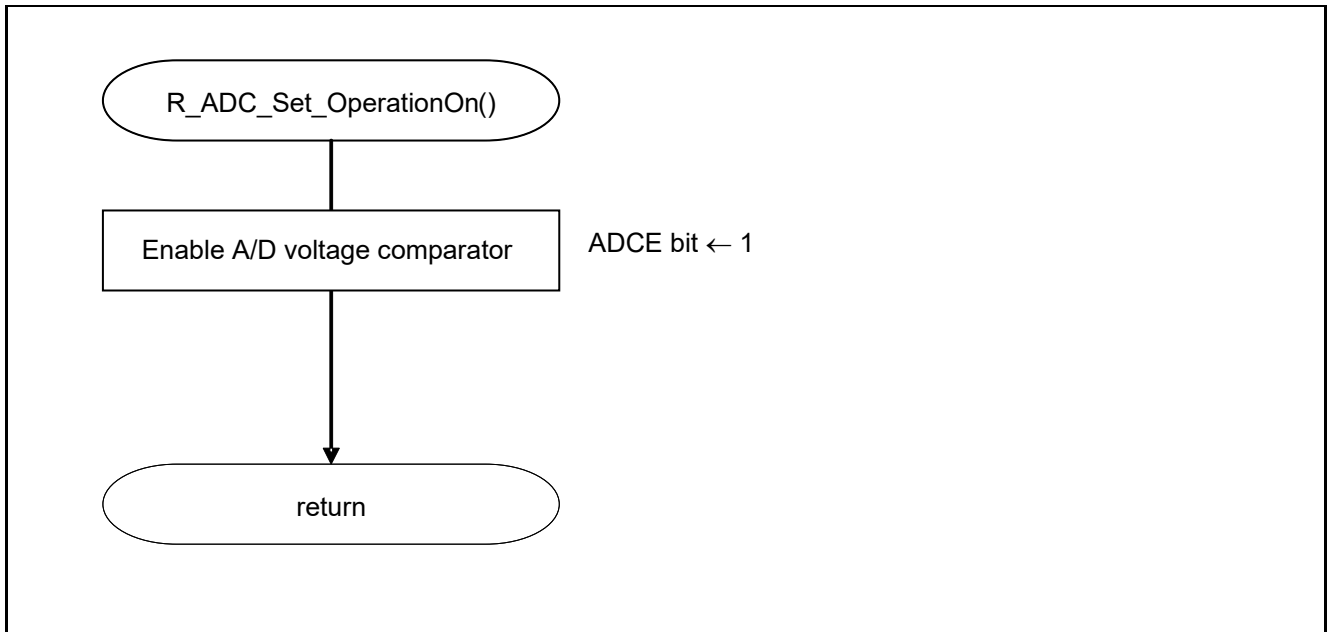 R_ADC_Set_OperationOn()
Enable A/D voltage comparator
ADCE bit ← 1
return